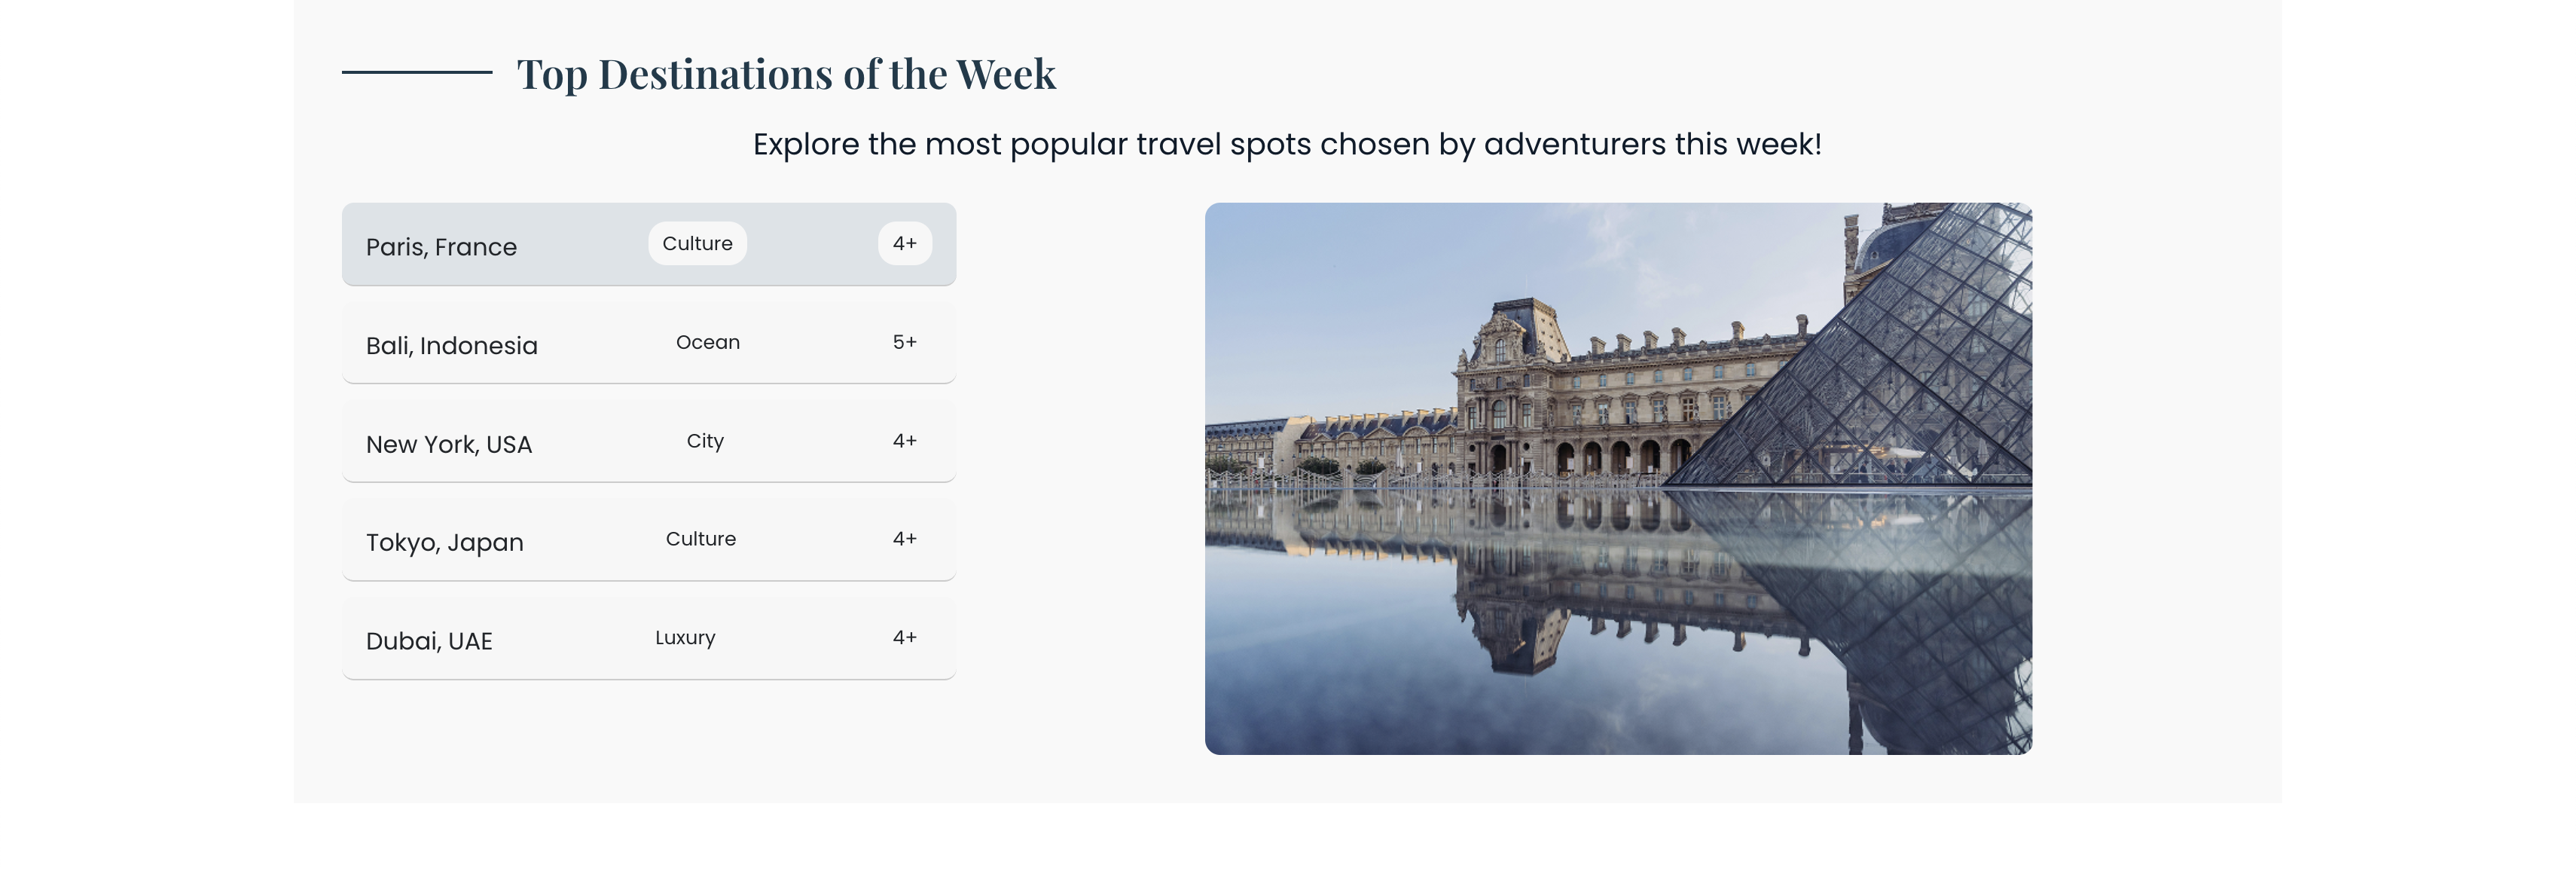 Top Destinations of the Week
Explore the most popular travel spots chosen by adventurers this week!
Paris, France Culture 4+
Bali, Indonesia Ocean 5+
New York, USA City 4+
Tokyo, Japan Culture 4+
Dubai, UAE Luxury 4+